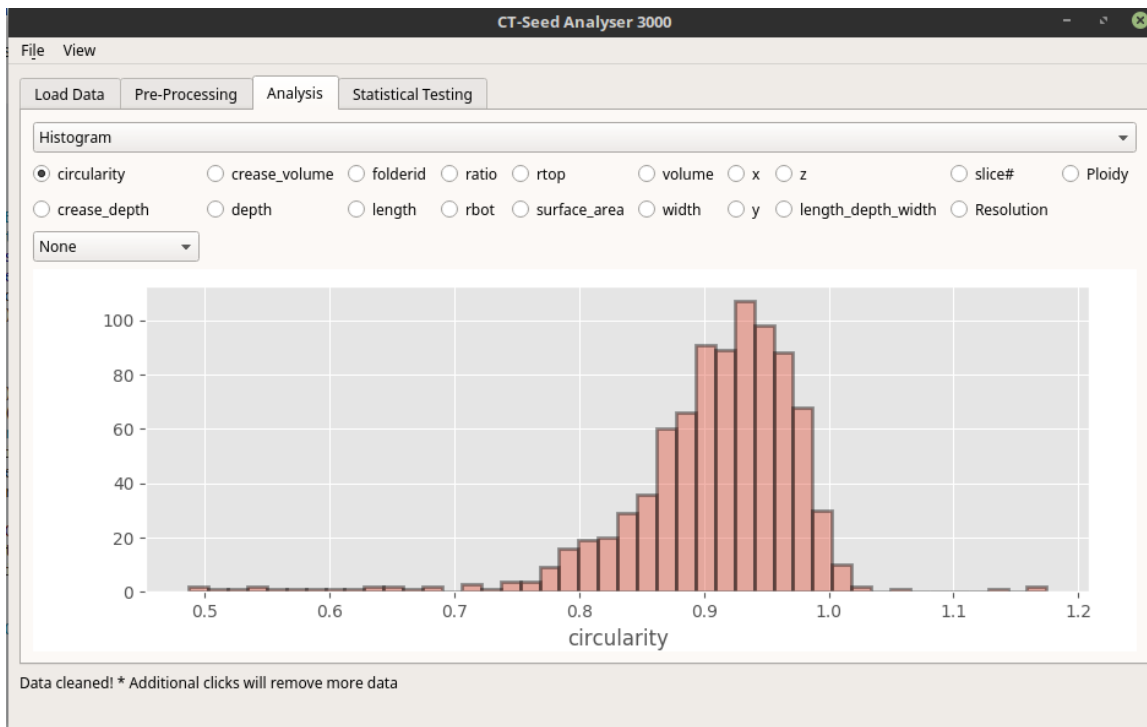 CT-Seed Analyser 3000
File View
Load Data Pre-Processing Analysis Statistical Testing
Histogram
circularity crease_volume folderid ratio rtop volume x z slice# Ploidy
crease_depth depth length rbot surface_area width y length_depth_width Resolution
None
100
80
60
40
20
0
0.5 0.6 0.7 0.8 0.9 1.0 1.1 1.2
circularity
Data cleaned! * Additional clicks will remove more data